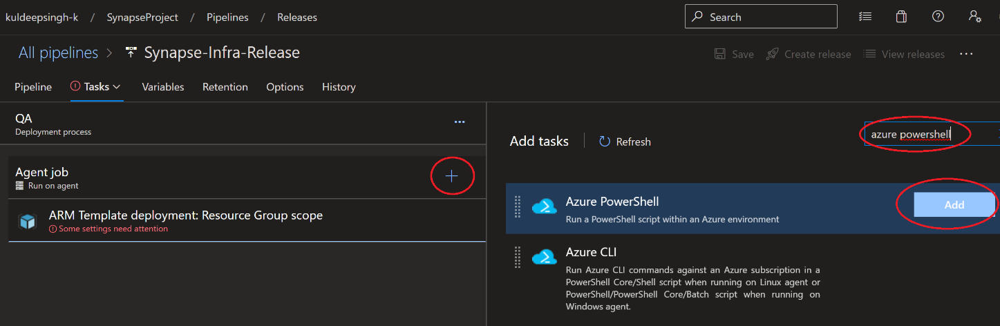 kuldeepsingh-k / SynapseProject / Pipelines / Releases
Search
All pipelines > Synapse-Infra-Release
Save Create release View releases ...
Pipeline Tasks Variables Retention Options History
QA
Deployment process
...
Add tasks Refresh
azure powershell
Agent job
Run on agent
ARM Template deployment: Resource Group scope
Some settings need attention
Azure PowerShell
Run a PowerShell script within an Azure environment
Add
Azure CLI
Run Azure CLI commands against an Azure subscription in a
PowerShell Core/Shell script when running on Linux agent or
PowerShell/PowerShell Core/Batch script when running on
Windows agent.